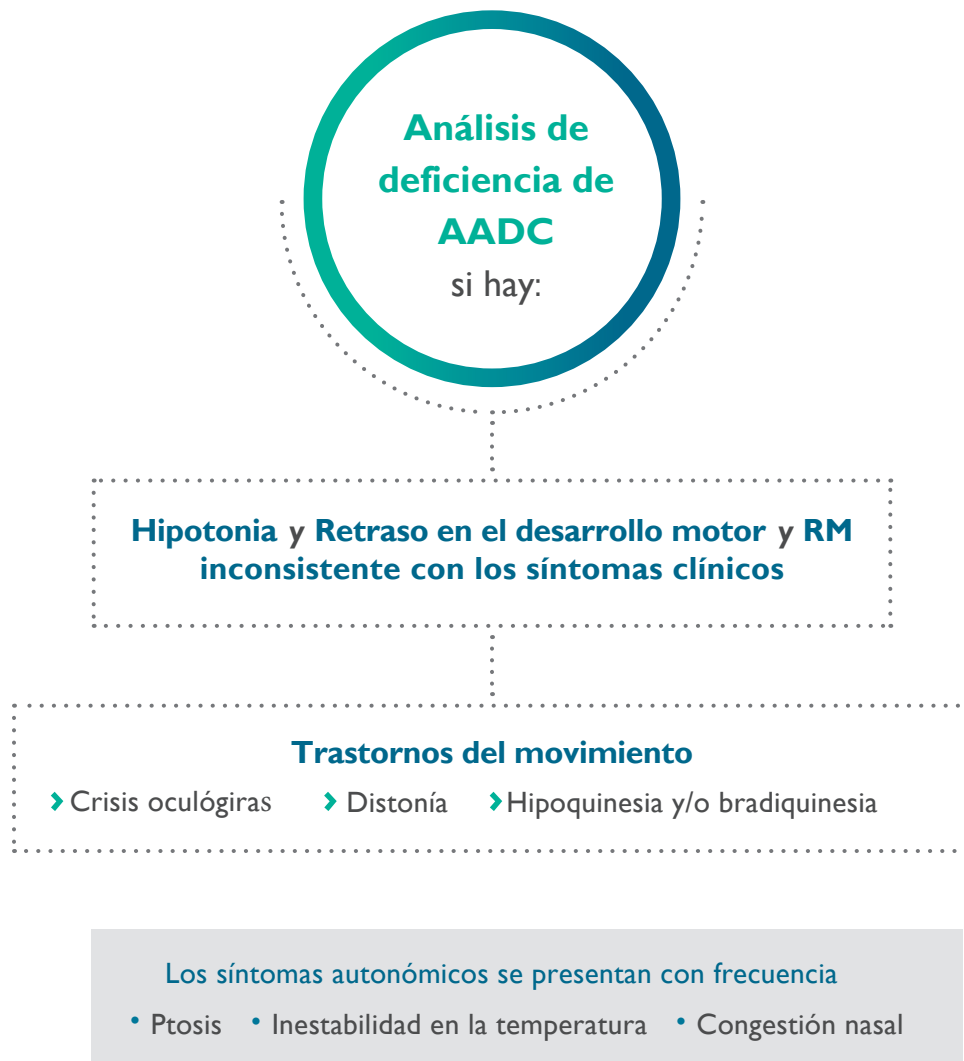 Análisis de
deficiencia de
AADC
si hay:
Hipotonia y Retraso en el desarrollo motor y RM
inconsistente con los síntomas clínicos
Trastornos del movimiento
Crisis oculógiras Distonía Hipoquinesia y/o bradiquinesia
Los síntomas autonómicos se presentan con frecuencia
• Ptosis • Inestabilidad en la temperatura • Congestión nasal